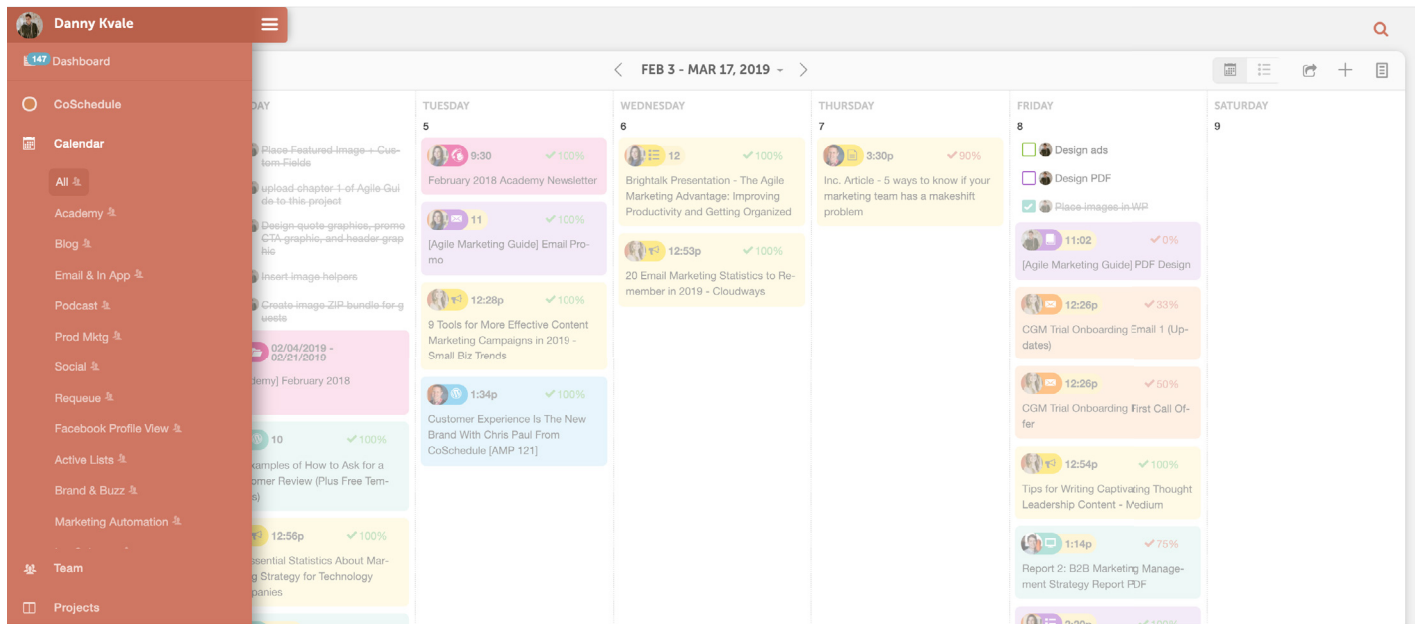 Danny Kvale
147
Dashboard
CoSchedule
Calendar
All
Academy
Blog
Email & In App
Podcast
Prod Mktg
Social
Requeue
Facebook Profile View
Active Lists
Brand & Buzz
Marketing Automation
Team
Projects
FEB 3 - MAR 17, 2019
DAY
Place Featured Image + Cus-
tom Fields
upload chapter 1 of Agile Gui
de to this project
Design quote graphics, promo
CTA graphic, and header grap
hic
Insert image helpers
Create image ZIP bundle for g
uests
02/04/2019 -
02/21/2019
demy] February 2018
10 100%
xamples of How to Ask for a
omer Review (Plus Free Tem-
s)
12:56p 100%
ssential Statistics About Mar-
g Strategy for Technology
panies
TUESDAY
5
9:30 100%
February 2018 Academy Newsletter
11 100%
[Agile Marketing Guide] Email Pro-
mo
12:28p 100%
9 Tools for More Effective Content
Marketing Campaigns in 2019 -
Small Biz Trends
1:34p 100%
Customer Experience Is The New
Brand With Chris Paul From
CoSchedule [AMP 121]
WEDNESDAY
6
12 100%
Brightalk Presentation - The Agile
Marketing Advantage: Improving
Productivity and Getting Organized
12:53p 100%
20 Email Marketing Statistics to Re-
member in 2019 - Cloudways
THURSDAY
7
3:30p 90%
Inc. Article - 5 ways to know if your
marketing team has a makeshift
problem
FRIDAY
8
Design ads
Design PDF
Place images in WP
11:02 0%
[Agile Marketing Guide] PDF Design
12:26p 33%
CGM Trial Onboarding Email 1 (Up-
dates)
12:26p 50%
CGM Trial Onboarding First Call Of-
fer
12:54p 100%
Tips for Writing Captivating Thought
Leadership Content - Medium
1:14p 75%
Report 2: B2B Marketing Manage-
ment Strategy Report PDF
100%
SATURDAY
9